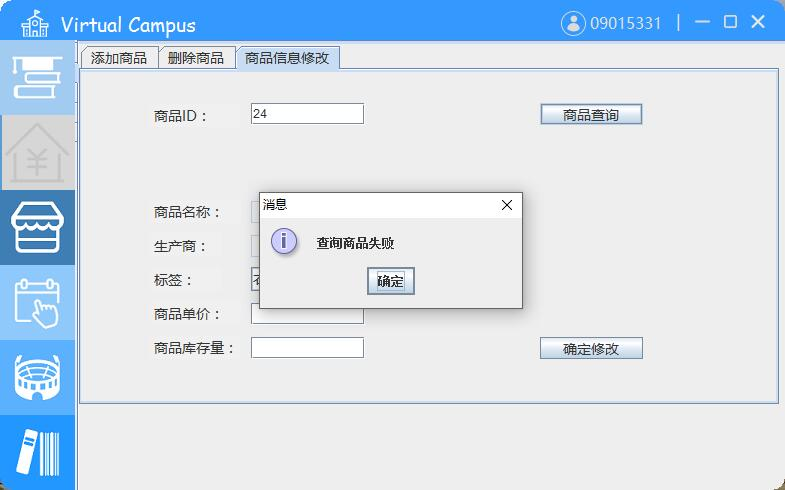 Virtual Campus
09015331
添加商品 删除商品 商品信息修改
商品ID： 24 商品查询
消息
商品名称：
查询商品失败
生产商：
标签：
确定
商品单价：
商品库存量： 确定修改